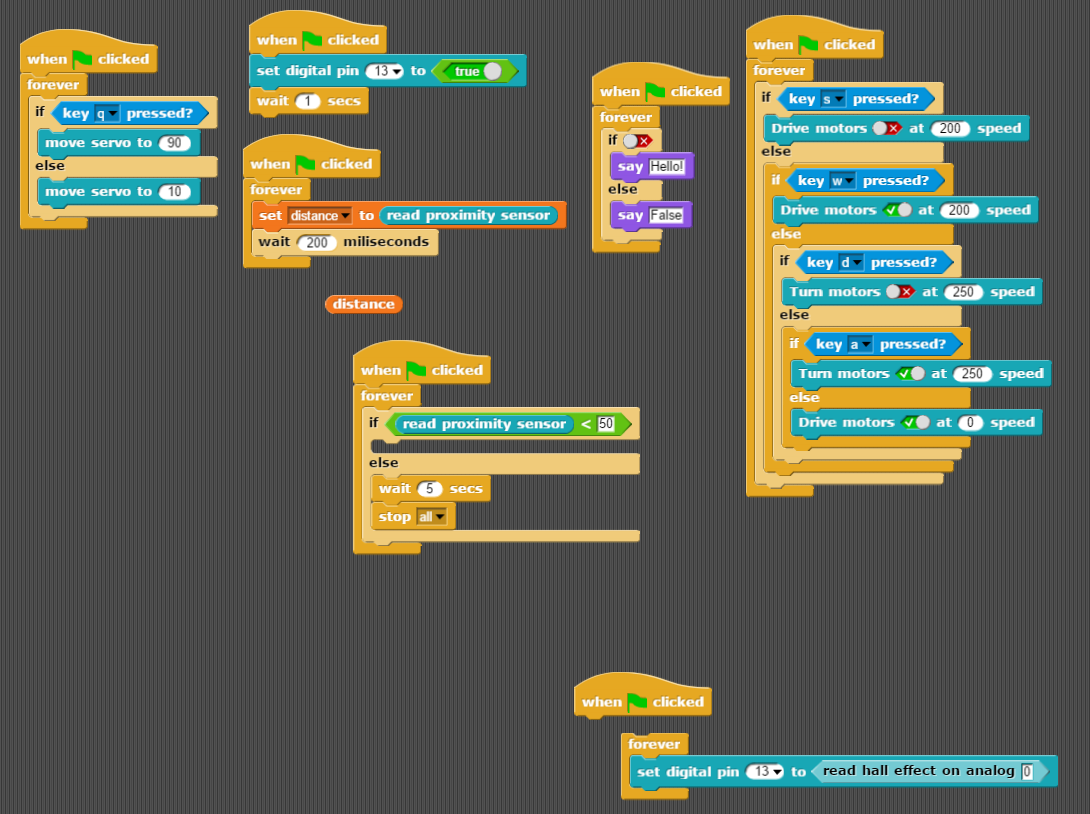 when clicked
forever
if key q pressed?
move servo to 90
else
move servo to 10
when clicked
set digital pin 13 to true
wait 1 secs
when clicked
forever
set distance to read proximity sensor
wait 200 miliseconds
distance
when clicked
forever
if read proximity sensor < 50
else
wait 5 secs
stop all
when clicked
forever
if
say Hello!
else
say False
when clicked
forever
if key s pressed?
Drive motors at 200 speed
else
if key w pressed?
Drive motors at 200 speed
else
if key d pressed?
Turn motors at 250 speed
else
if key a pressed?
Turn motors at 250 speed
else
Drive motors at 0 speed
when clicked
forever
set digital pin 13 to read hall effect on analog 0